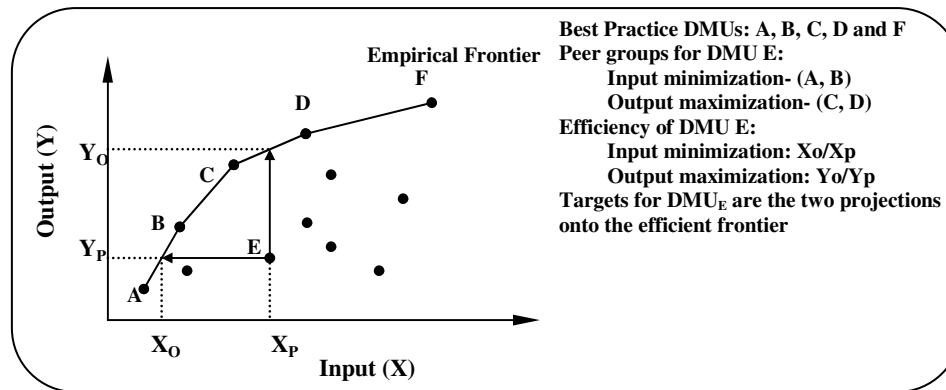 Best Practice DMUs: A, B, C, D and F
Peer groups for DMU E:
Input minimization- (A, B)
Output maximization- (C, D)
Efficiency of DMU E:
Input minimization: Xo/Xp
Output maximization: Yo/Yp
Targets for DMUE are the two projections
onto the efficient frontier
Empirical Frontier
F
D
YO
C
B
YP
E
A
XO
XP
Output (Y)
Input (X)